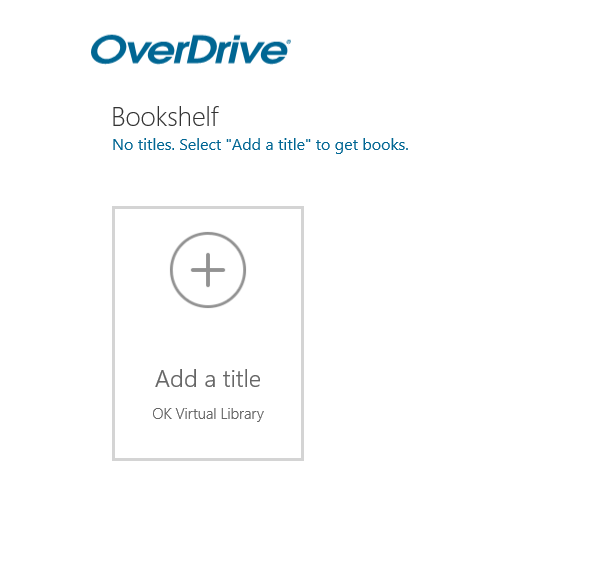 OverDrive®
Bookshelf
No titles. Select "Add a title" to get books.
Add a title
OK Virtual Library